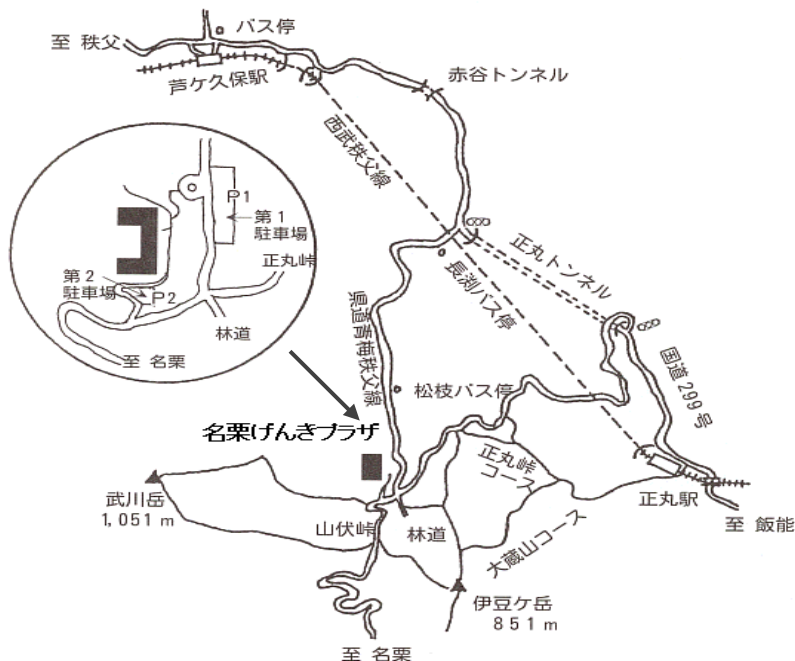 バス停
至 秩父
芦ケ久保駅
赤谷トンネル
西武秩父線
P1
第1
駐車場
正丸峠
第2
駐車場
P2
林道
至 名栗
正丸トンネル
長渕バス停
県道青梅秩父線
国道299号
松枝バス停
名栗げんきプラザ
正丸峠
コース
武川岳
1,051 m
山伏峠
林道
大蔵山コース
正丸駅
至 飯能
伊豆ケ岳
851 m
至 名栗